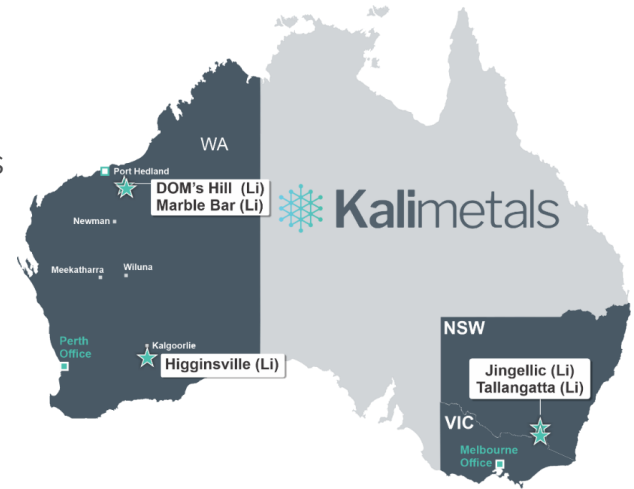 S
WA
Port Hedland
DOM's Hill (Li)
Marble Bar (Li)
Newman
Kalimetals
Meekatharra
Wiluna
Perth
Office
Kalgoorlie
Higginsville (Li)
NSW
Jingellic (Li)
Tallangatta (Li)
VIC
Melbourne
Office